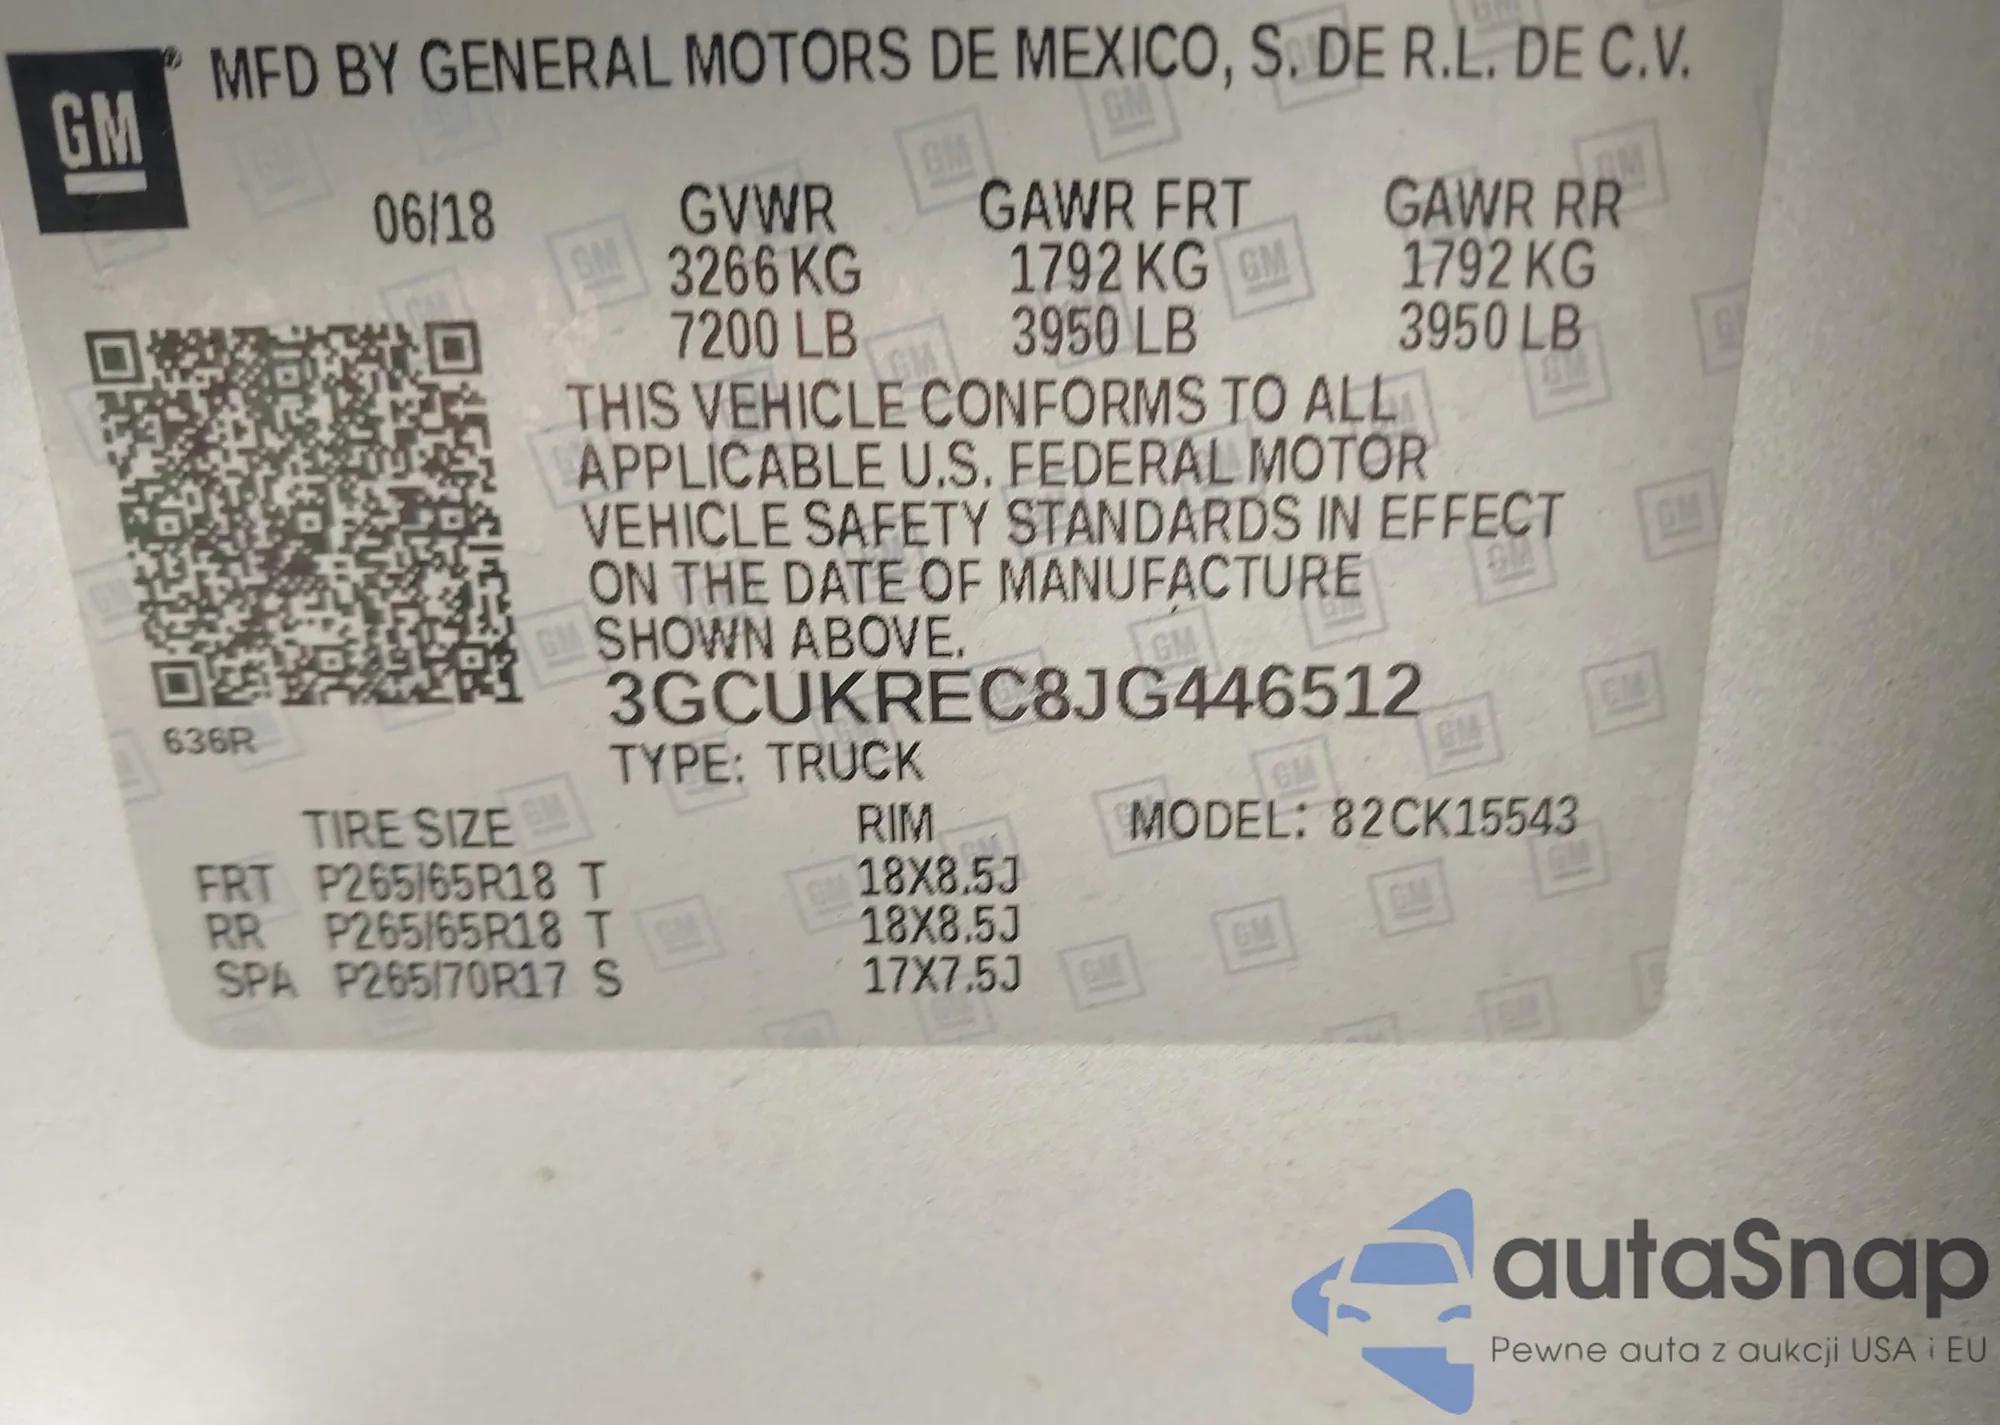 GM
MFD BY GENERAL MOTORS DE MEXICO, S. DE R.L. DE C.V.
06/18 GVWR GAWR FRT GAWR RR
3266 KG 1792 KG 1792 KG
7200 LB 3950 LB 3950 LB
THIS VEHICLE CONFORMS TO ALL
APPLICABLE U.S. FEDERAL MOTOR
VEHICLE SAFETY STANDARDS IN EFFECT
ON THE DATE OF MANUFACTURE
SHOWN ABOVE.
3GCUKREC8JG446512
636R
TYPE: TRUCK
TIRE SIZE RIM MODEL: 82CK15543
FRT P265/65R18 T 18X8.5J
RR P265/65R18 T 18X8.5J
SPA P265/70R17 S 17X7.5J
autaSnap
Pewne auta z aukcji USA i EU